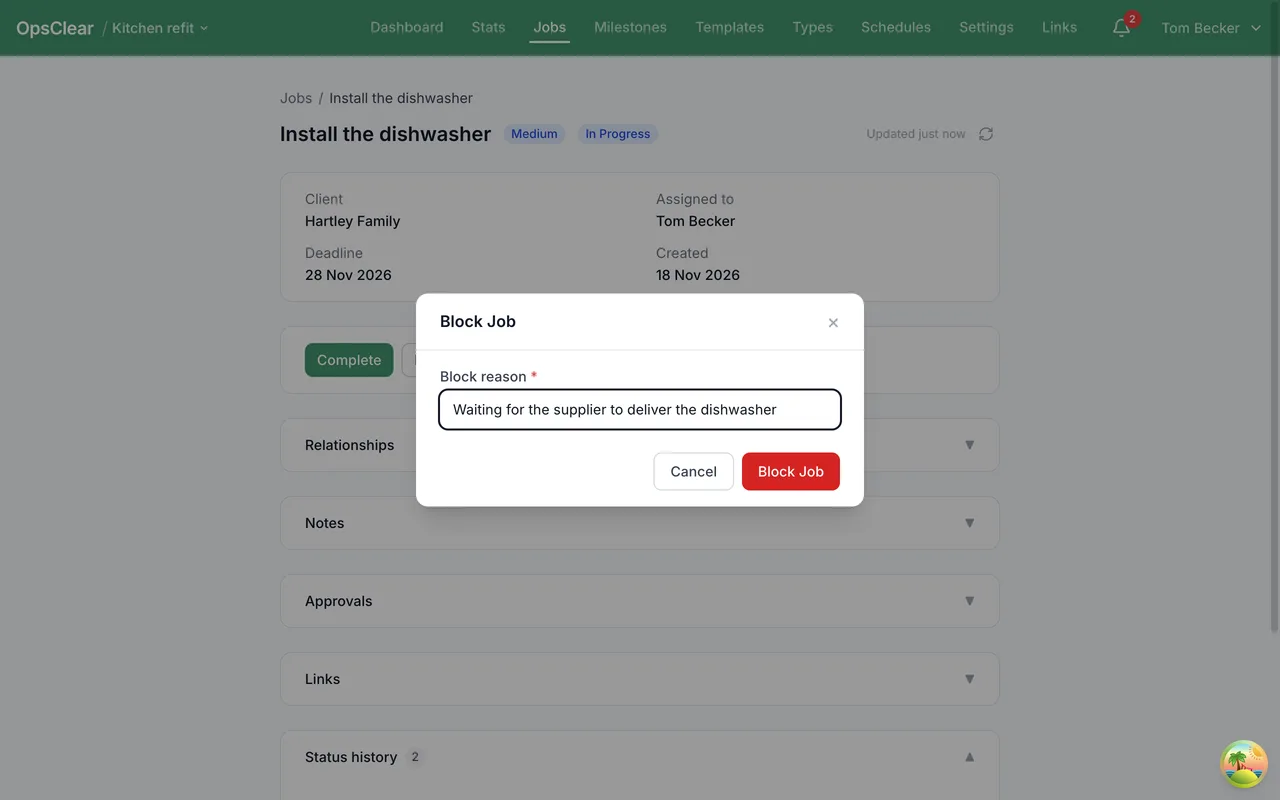 OpsClear / Kitchen refit Dashboard Stats Jobs Milestones Templates Types Schedules Settings Links 2 Tom Becker
Jobs / Install the dishwasher
Install the dishwasher Medium In Progress Updated just now
Client Assigned to
Hartley Family Tom Becker
Deadline Created
28 Nov 2026 18 Nov 2026
Block Job ×
Complete
Block reason *
Waiting for the supplier to deliver the dishwasher
Relationships ▼
Cancel Block Job
Notes ▼
Approvals ▼
Links ▼
Status history 2 ▲